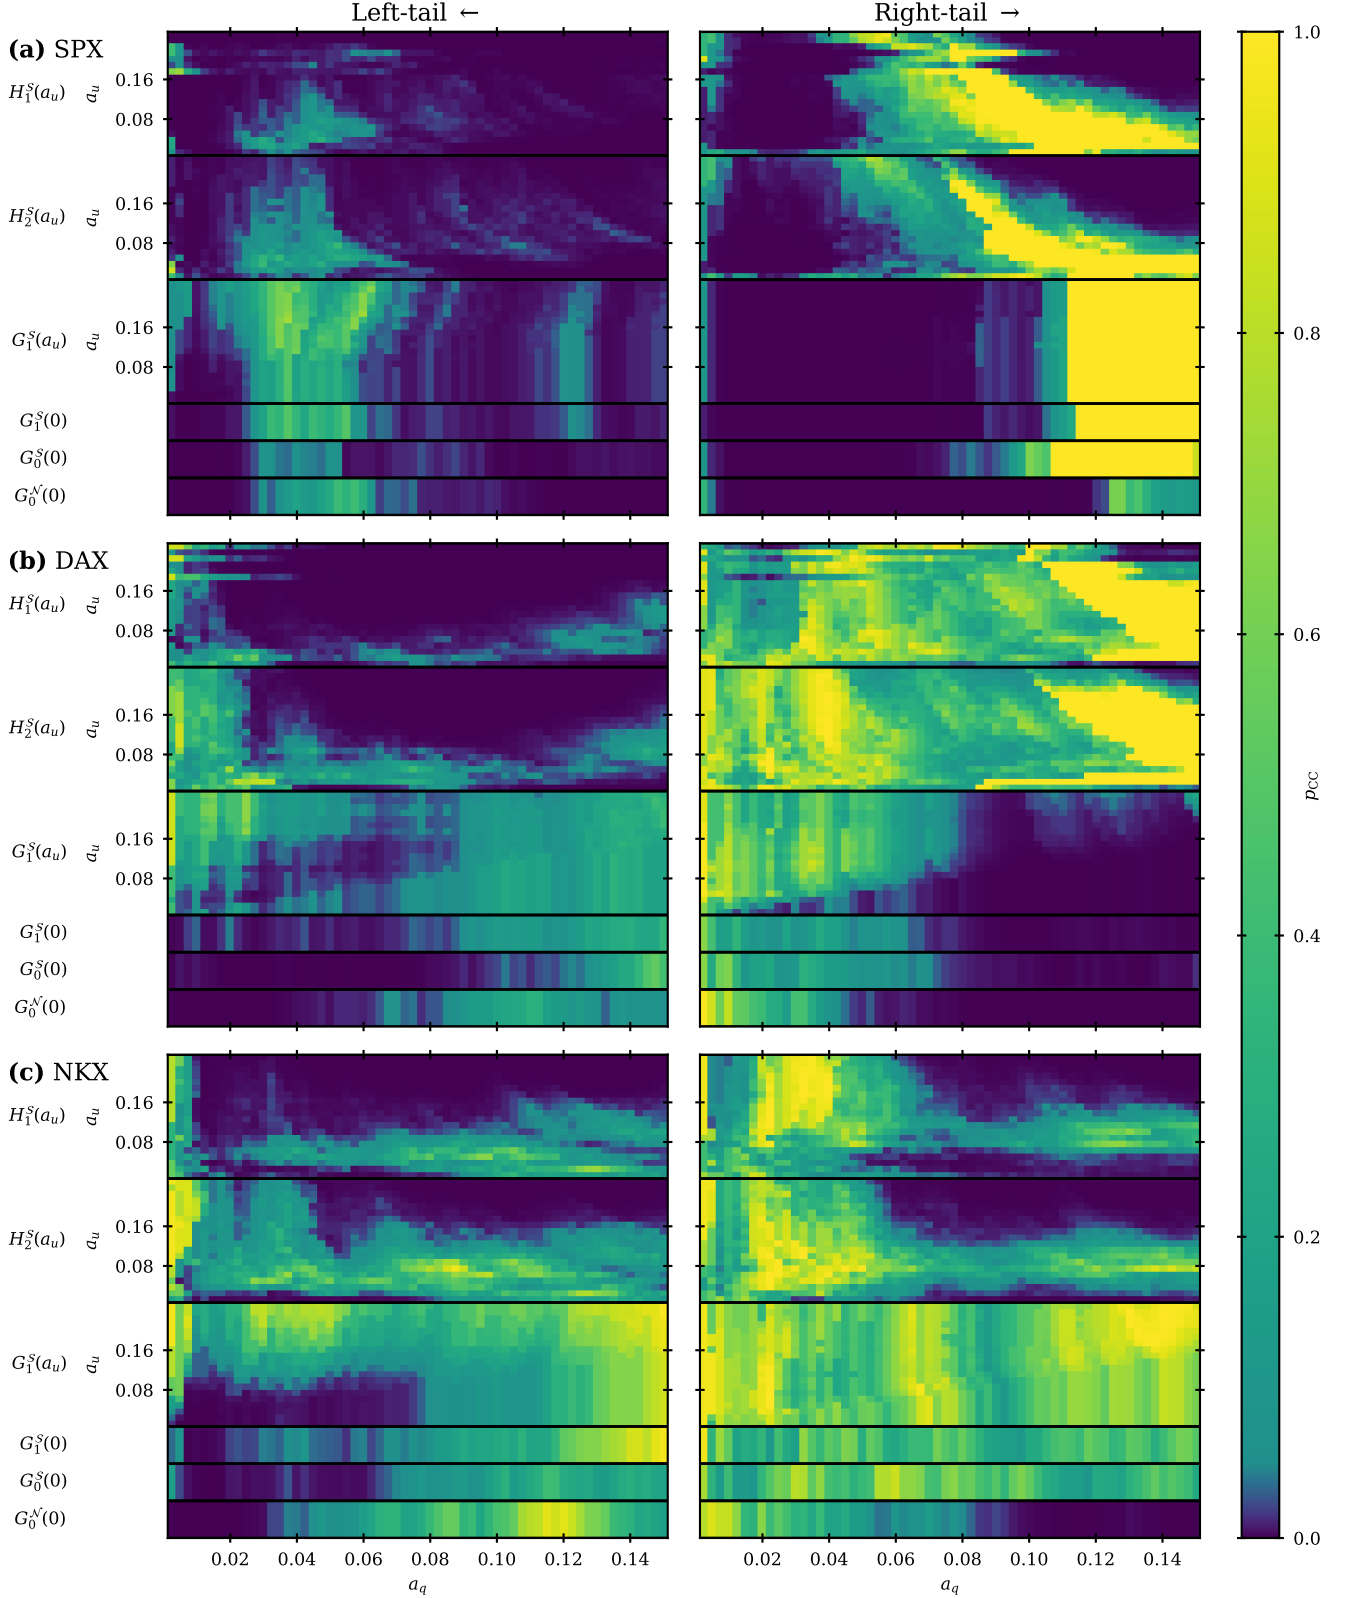 Left-tail ← Right-tail →
(a) SPX
H₁ˢ(aᵤ) aᵤ 0.16 0.08
H₂ˢ(aᵤ) aᵤ 0.16 0.08
G₁ˢ(aᵤ) aᵤ 0.16 0.08
G₁ˢ(0)
G₀ˢ(0)
G₀ᴺ(0)
(b) DAX
H₁ˢ(aᵤ) aᵤ 0.16 0.08
H₂ˢ(aᵤ) aᵤ 0.16 0.08
G₁ˢ(aᵤ) aᵤ 0.16 0.08
G₁ˢ(0)
G₀ˢ(0)
G₀ᴺ(0)
(c) NKX
H₁ˢ(aᵤ) aᵤ 0.16 0.08
H₂ˢ(aᵤ) aᵤ 0.16 0.08
G₁ˢ(aᵤ) aᵤ 0.16 0.08
G₁ˢ(0)
G₀ˢ(0)
G₀ᴺ(0)
0.02 0.04 0.06 0.08 0.10 0.12 0.14 0.02 0.04 0.06 0.08 0.10 0.12 0.14
a_q a_q
1.0
0.8
0.6
p_CC
0.4
0.2
0.0